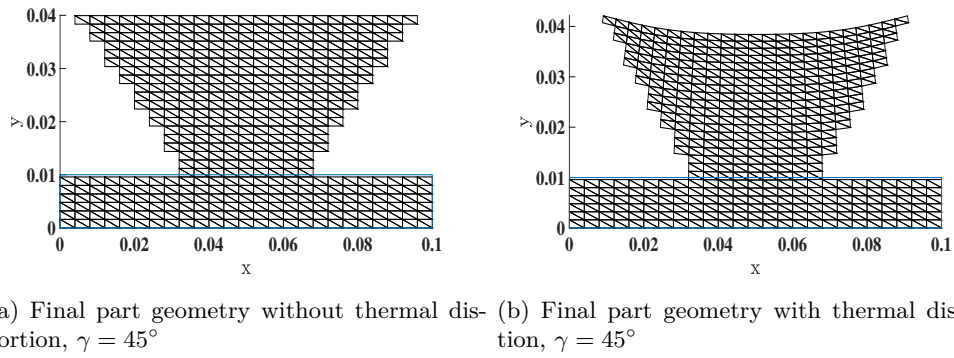 0.04
0.03
y 0.02
0.01
0
0 0.02 0.04 0.06 0.08 0.1
x
0.04
0.03
y 0.02
0.01
0
0 0.02 0.04 0.06 0.08 0.1
x
a) Final part geometry without thermal dis-
ortion, γ = 45°
(b) Final part geometry with thermal dis
tion, γ = 45°